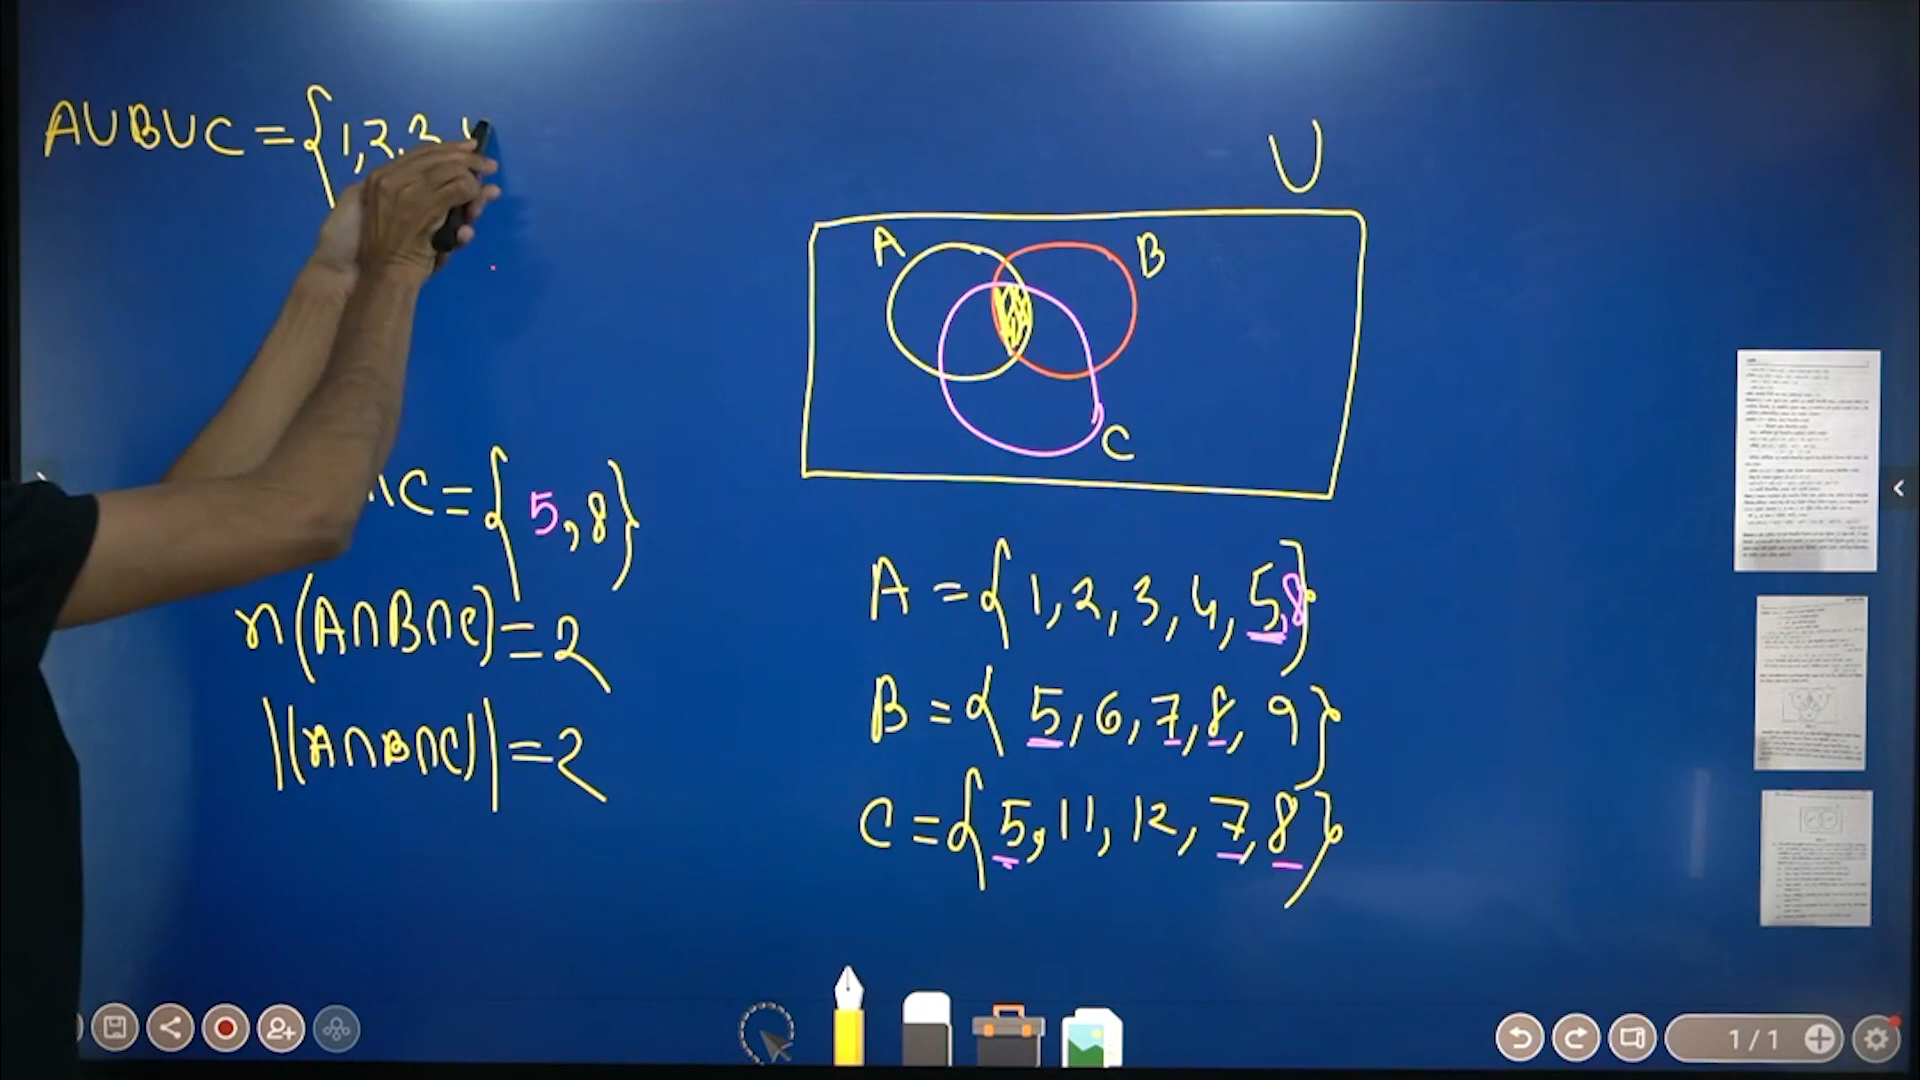 A∪B∪C = {1,2,3,4
U
A
B
C
∩C = {5,8}
n(A∩B∩C) = 2
|(A∩B∩C)| = 2
A = {1,2,3,4,5,8}
B = {5,6,7,8,9}
C = {5,11,12,7,8}
1/1